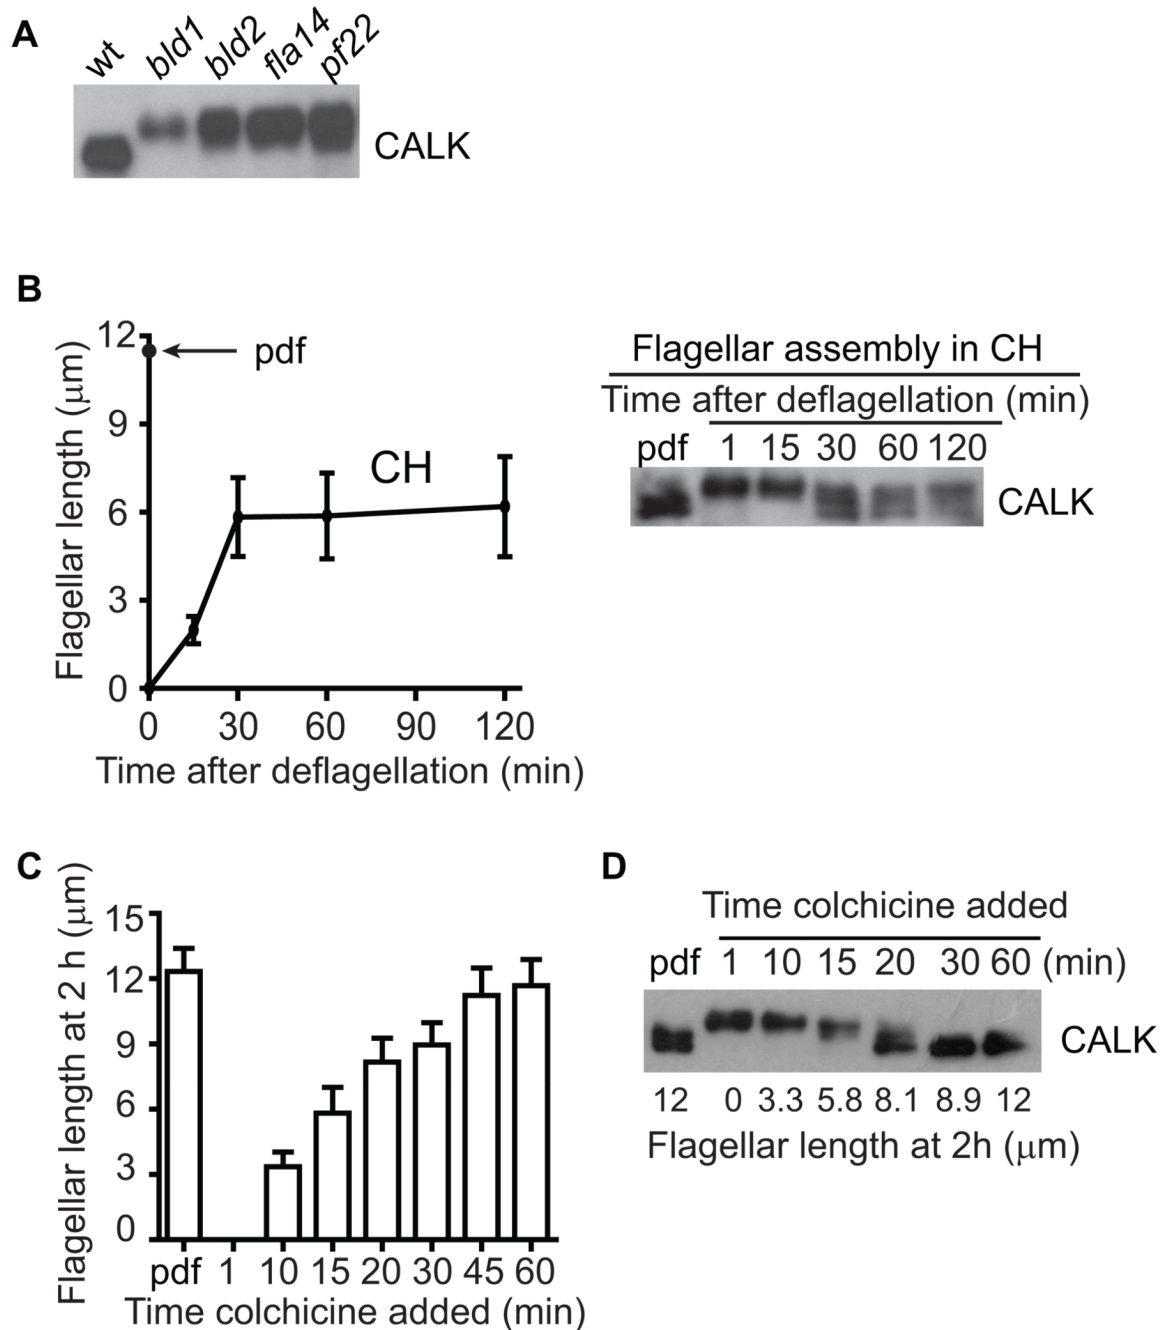 A
wt bld1 bld2 fla14 pf22
CALK
B
Flagellar length (μm)
12
9
6
3
0
pdf
CH
0 30 60 90 120
Time after deflagellation (min)
Flagellar assembly in CH
Time after deflagellation (min)
pdf 1 15 30 60 120
CALK
C
Flagellar length at 2 h (μm)
15
12
9
6
3
0
pdf 1 10 15 20 30 45 60
Time colchicine added (min)
D
Time colchicine added
pdf 1 10 15 20 30 60 (min)
CALK
12 0 3.3 5.8 8.1 8.9 12
Flagellar length at 2h (μm)